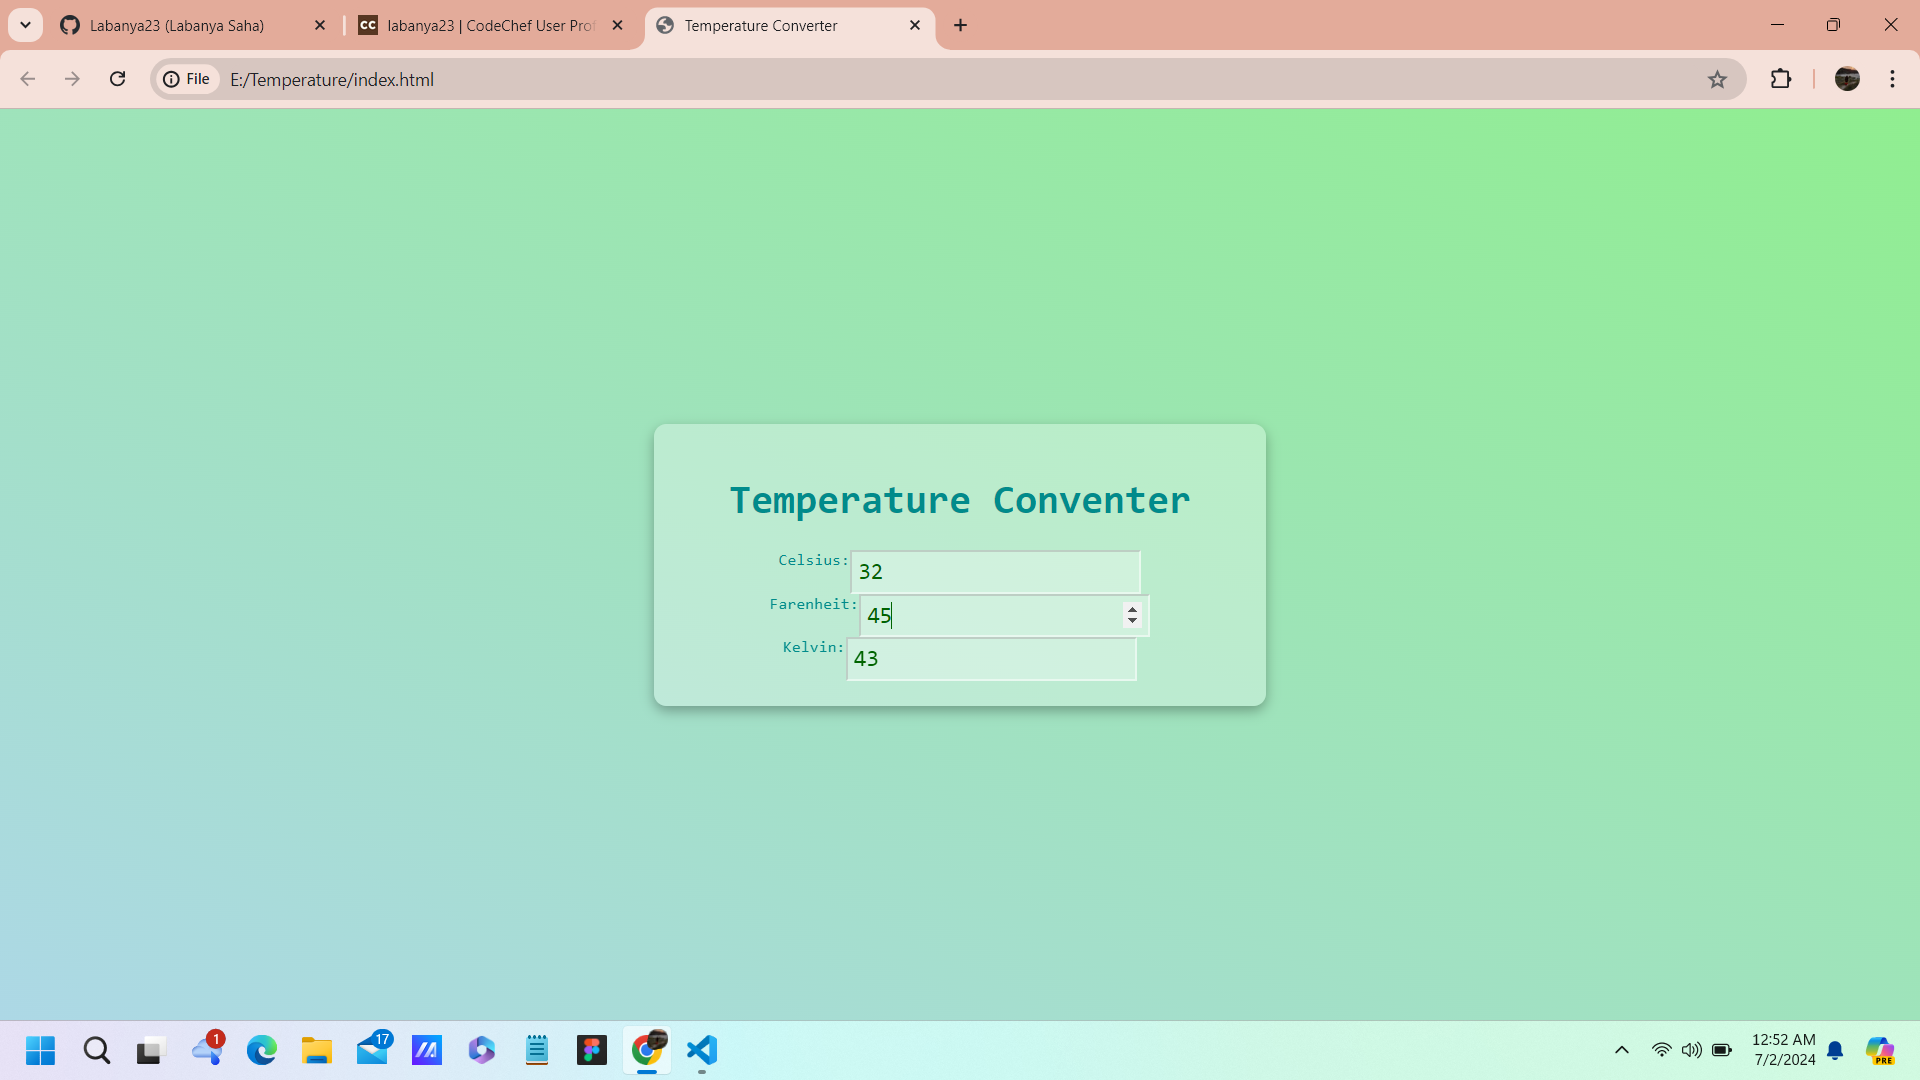 Labanya23 (Labanya Saha)
CC labanya23 | CodeChef User Prof
Temperature Converter
File E:/Temperature/index.html
Temperature Conventer
Celsius: 32
Farenheit: 45
Kelvin: 43
1
17
12:52 AM
7/2/2024
PRE